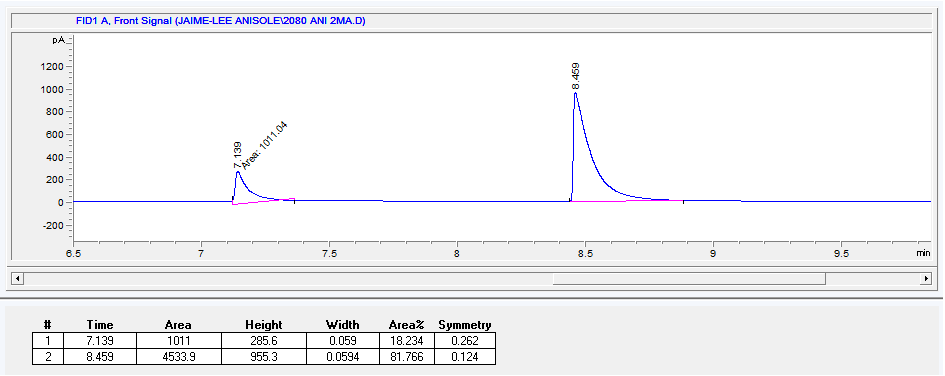 FID1 A, Front Signal (JAIME-LEE ANISOLE\2080 ANI 2MA.D)
pA
1200
1000
800
600
400
200
0
-200
7.139
Area: 1011.04
8.459
6.5 7 7.5 8 8.5 9 9.5 min
# Time Area Height Width Area% Symmetry
1 7.139 1011 285.6 0.059 18.234 0.262
2 8.459 4533.9 955.3 0.0594 81.766 0.124